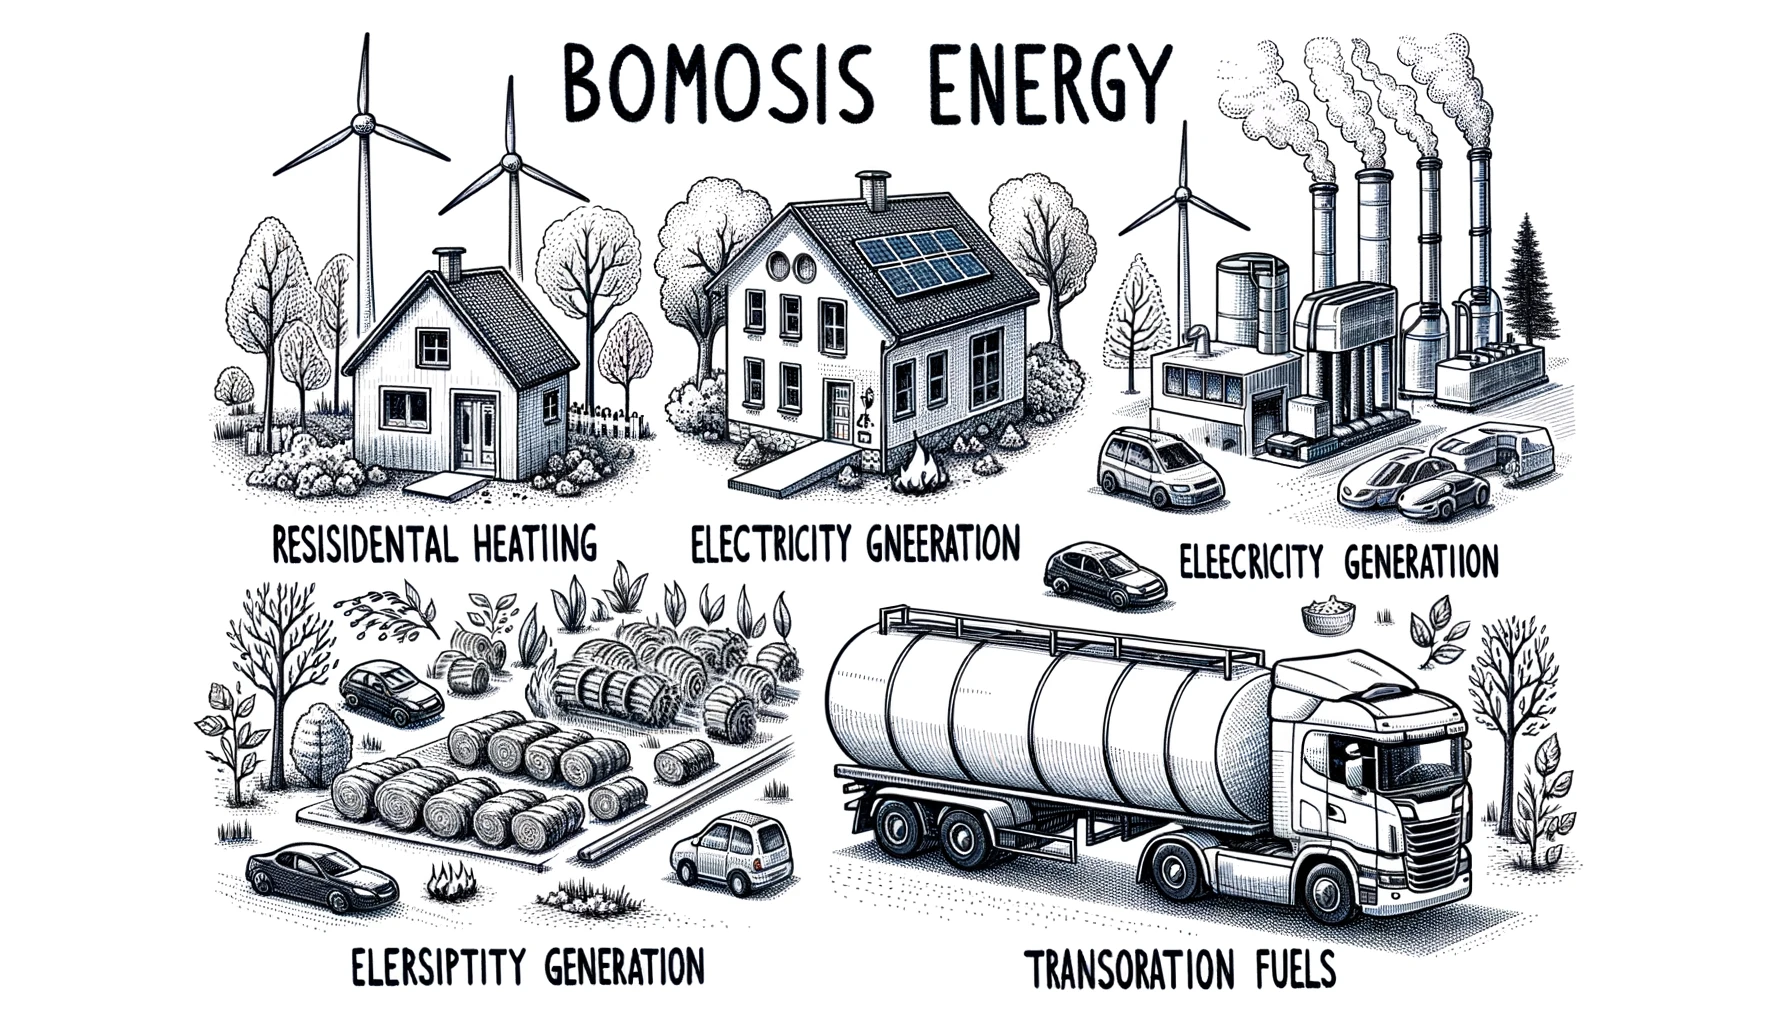 BOMOSIS ENERGY
RESISIDENTAL HEATIING
ELECTRICITY GNEERATION
ELEECRICITY GENERATIION
ELERSIPTITY GENERATION
TRANSORATION FUELS